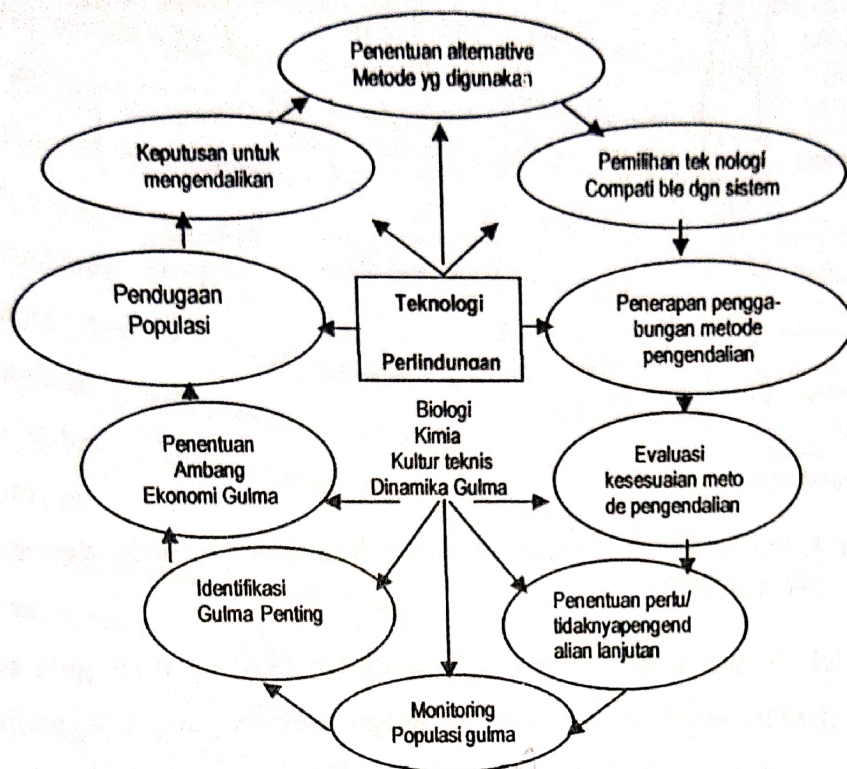 Penentuan alternative
Metode yg digunakan
Keputusan untuk
mengendalikan
Pemilihan tek nologi
Compati ble dgn sistem
Pendugaan
Populasi
Teknologi
Perlindungan
Penerapan pengga-
bungan metode
pengendalian
Biologi
Kimia
Kultur teknis
Dinamika Gulma
Penentuan
Ambang
Ekonomi Gulma
Evaluasi
kesesuaian meto
de pengendalian
Identifikasi
Gulma Penting
Penentuan perlu/
tidaknyapengend
alian lanjutan
Monitoring
Populasi gulma